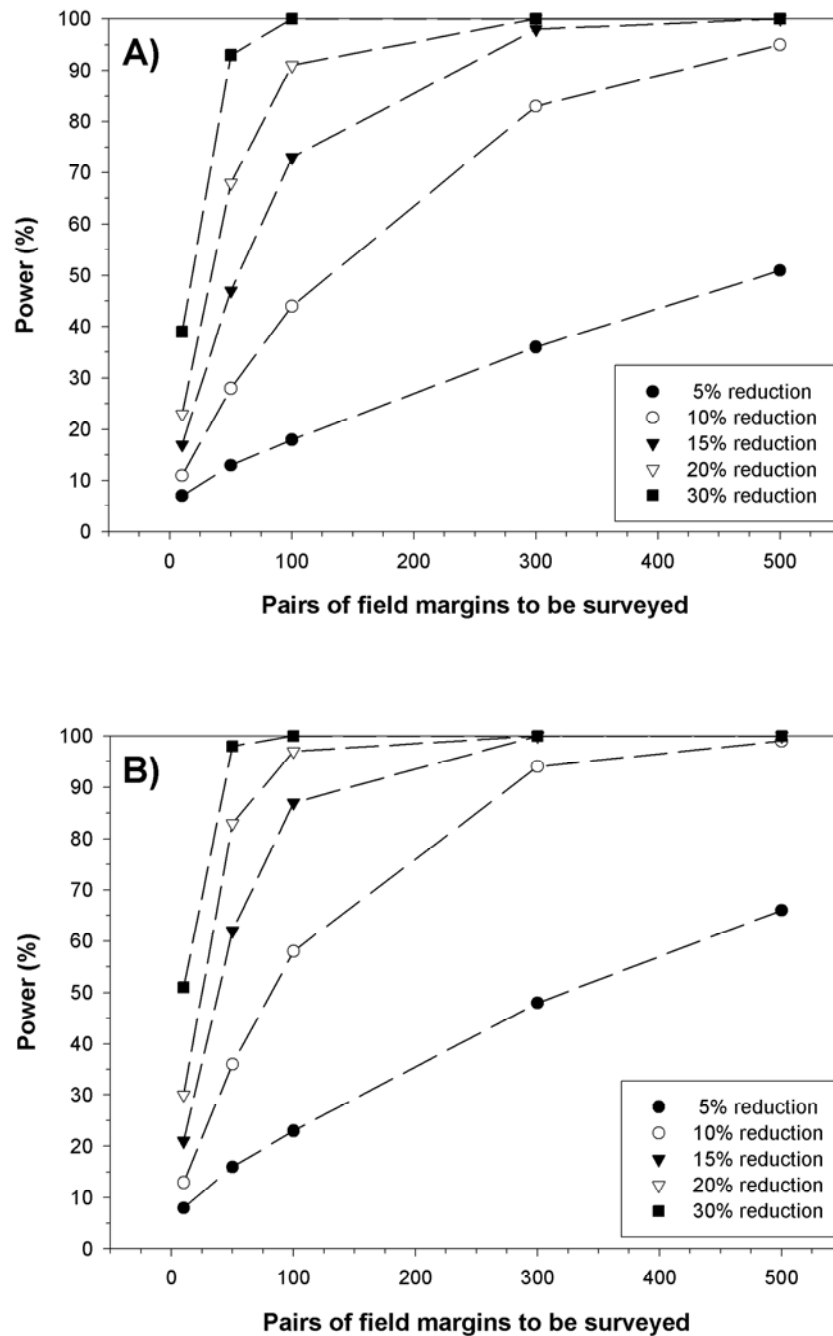 A)
Power (%)
100
90
80
70
60
50
40
30
20
10
0
5% reduction
10% reduction
15% reduction
20% reduction
30% reduction
0 100 200 300 400 500
Pairs of field margins to be surveyed
B)
Power (%)
100
90
80
70
60
50
40
30
20
10
0
5% reduction
10% reduction
15% reduction
20% reduction
30% reduction
0 100 200 300 400 500
Pairs of field margins to be surveyed